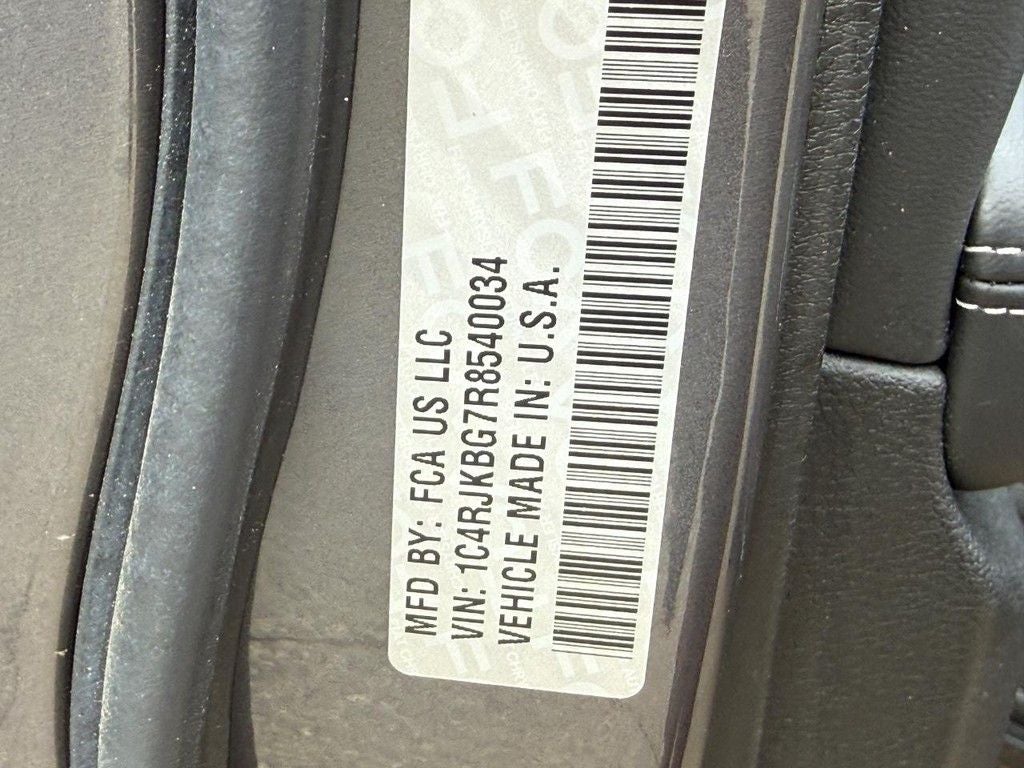 MFD BY: FCA US LLC
VIN: 1C4RJKBG7R8540034
VEHICLE MADE IN: U.S.A.